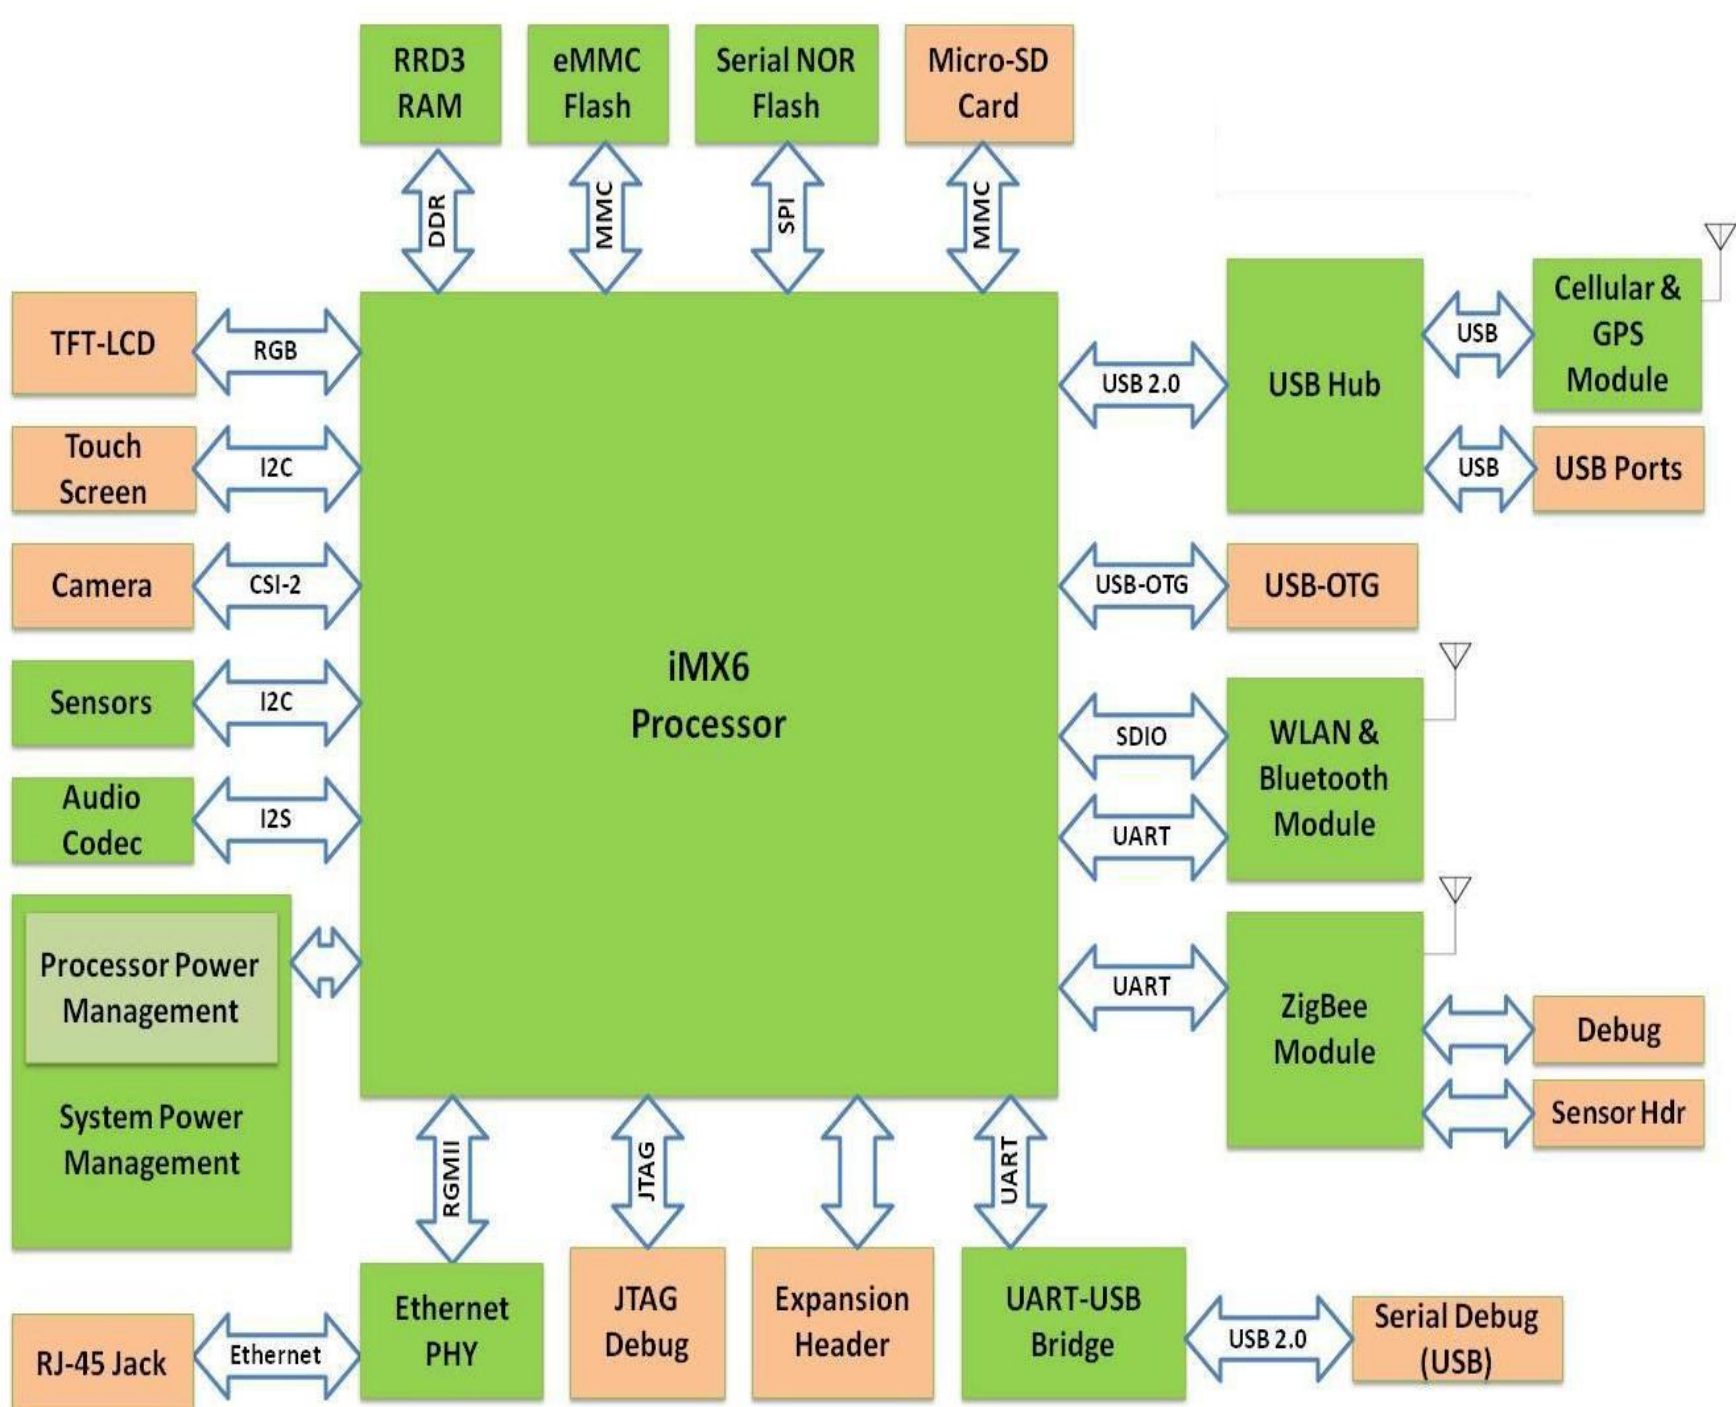 RRD3
RAM
eMMC
Flash
Serial NOR
Flash
Micro-SD
Card
DDR
MMC
SPI
MMC
TFT-LCD
RGB
Touch
Screen
I2C
Camera
CSI-2
Sensors
I2C
Audio
Codec
I2S
Processor Power
Management
System Power
Management
iMX6
Processor
USB 2.0
USB Hub
USB
Cellular &
GPS
Module
USB
USB Ports
USB-OTG
USB-OTG
SDIO
UART
WLAN &
Bluetooth
Module
UART
ZigBee
Module
Debug
Sensor Hdr
RGMII
JTAG
UART
RJ-45 Jack
Ethernet
Ethernet
PHY
JTAG
Debug
Expansion
Header
UART-USB
Bridge
USB 2.0
Serial Debug
(USB)